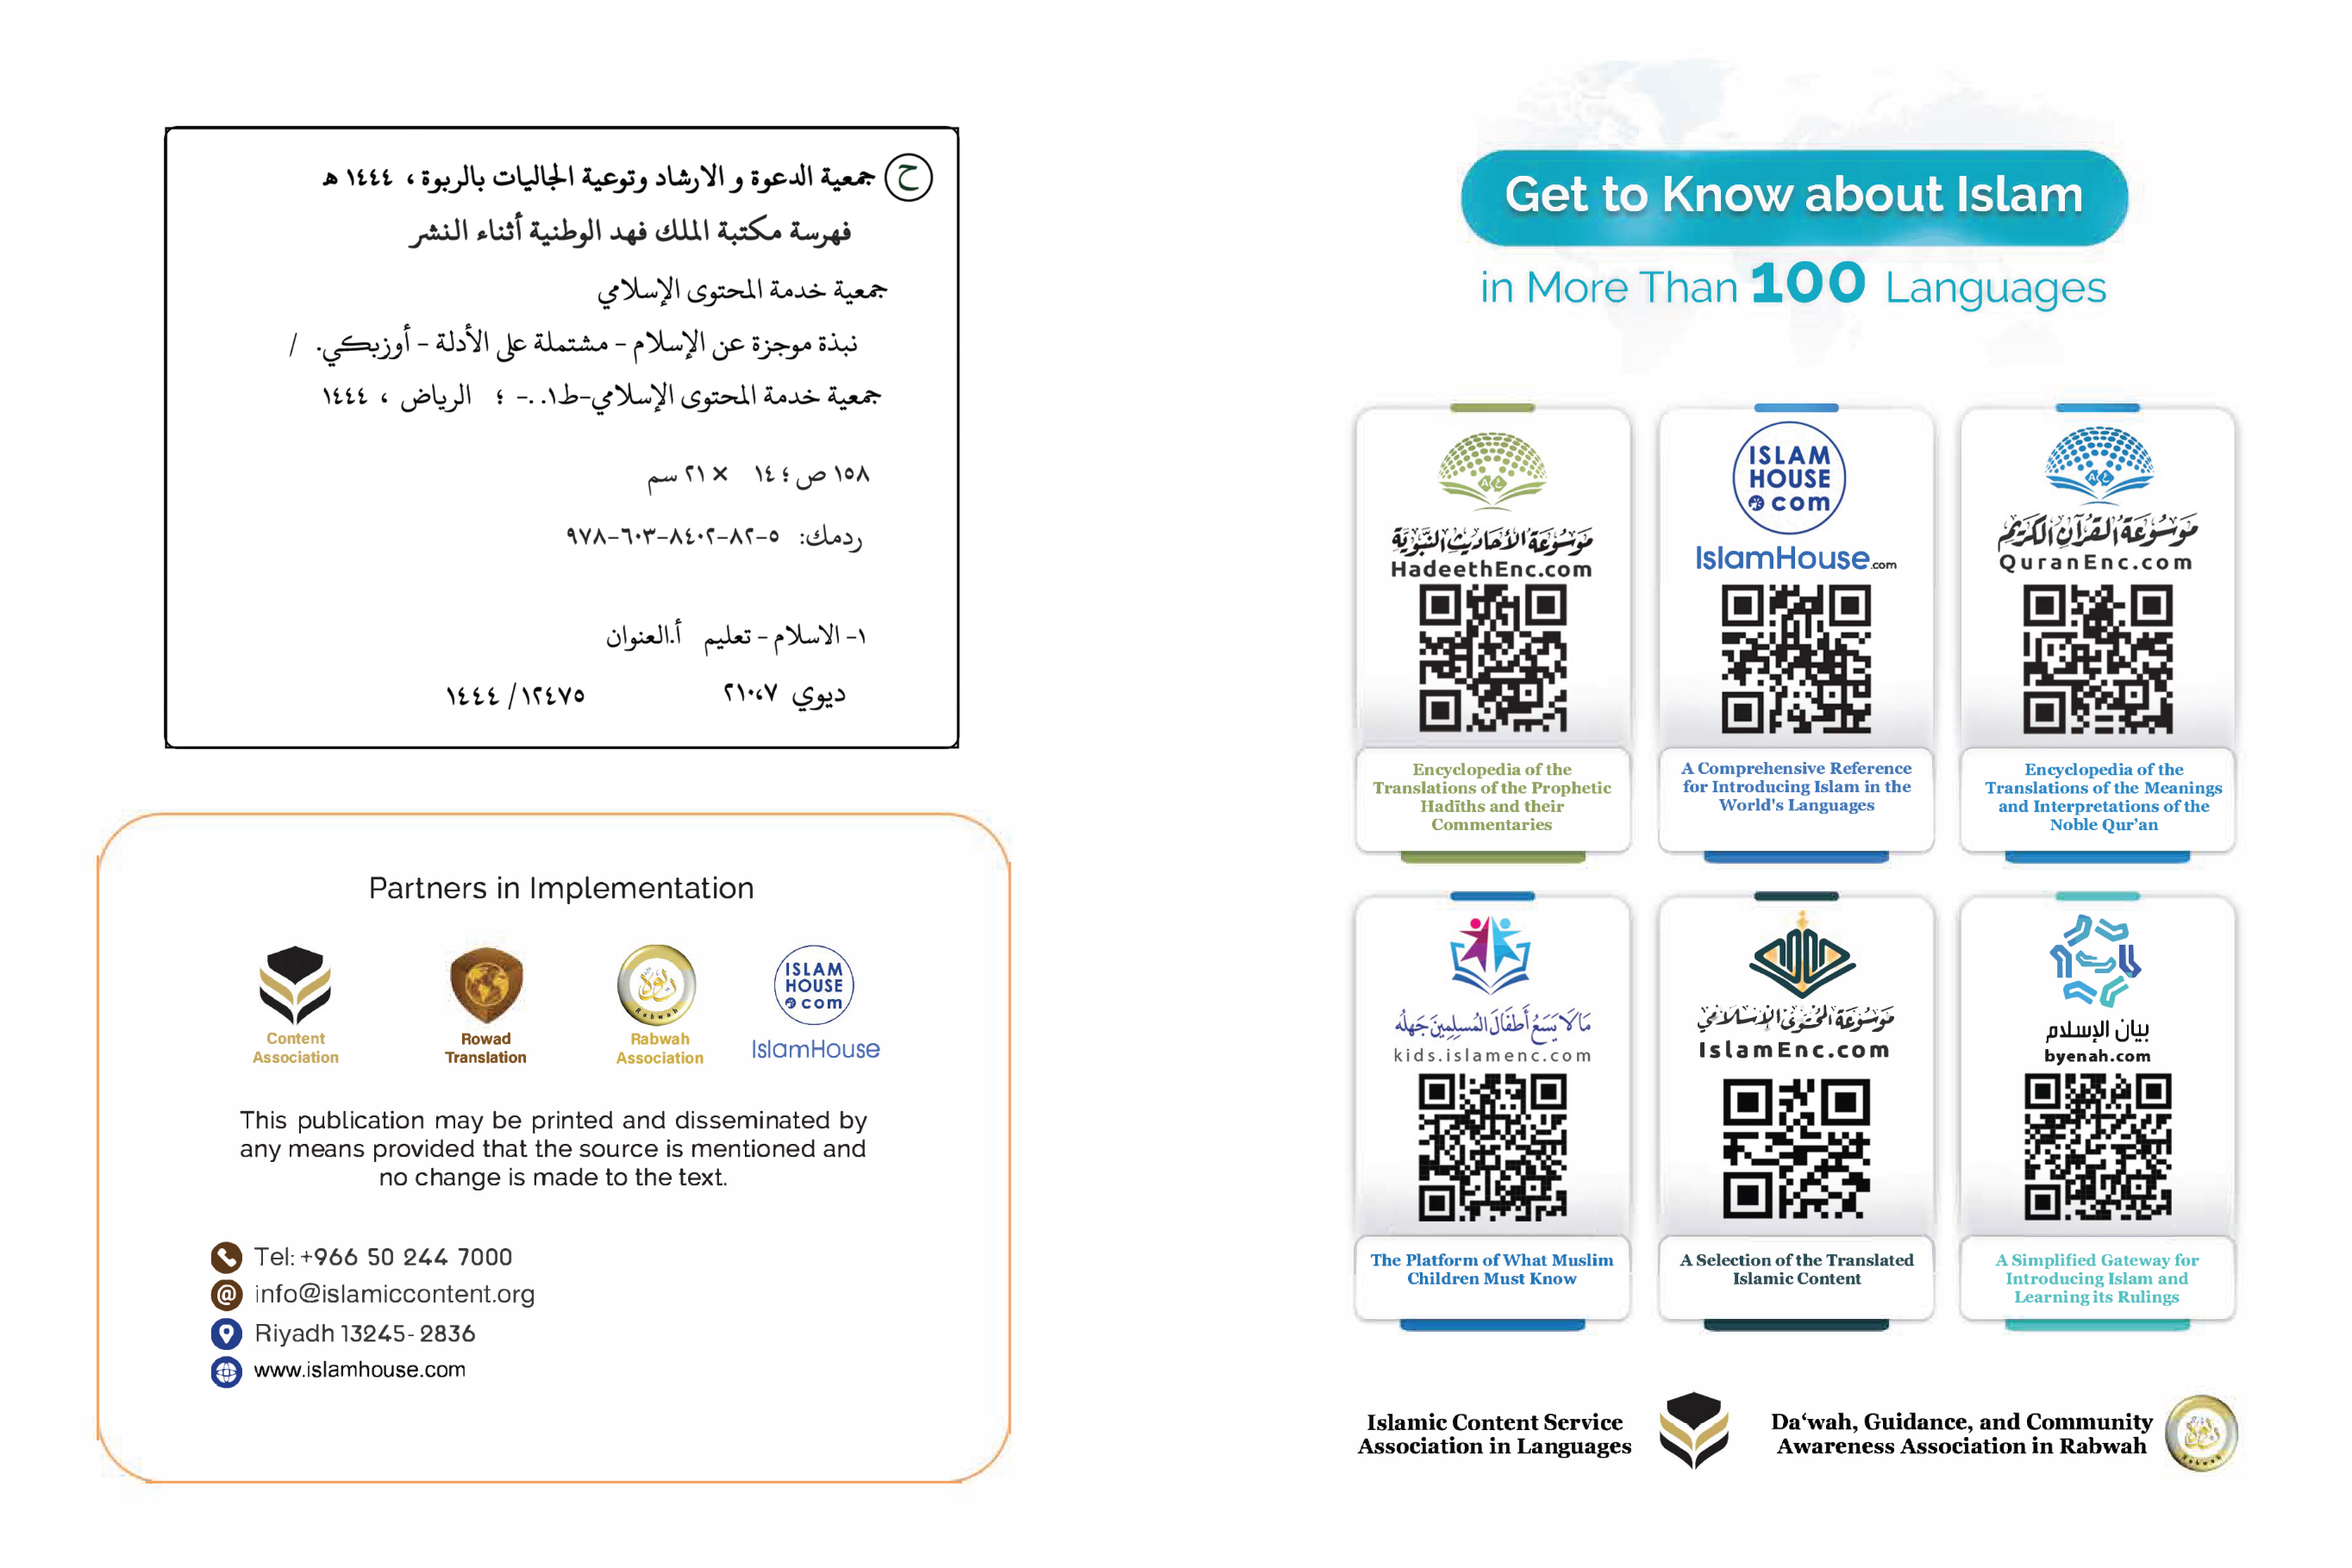 ح جمعية الدعوة و الارشاد وتوعية الجاليات بالربوة ، ١٤٤٤ هـ
فهرسة مكتبة الملك فهد الوطنية أثناء النشر
جمعية خدمة المحتوى الإسلامي
نبذة موجزة عن الإسلام - مشتملة على الأدلة - أوزبكي. /
جمعية خدمة المحتوى الإسلامي-ط١. .- ؛ الرياض ، ١٤٤٤
١٥٨ ص ؛ ١٤ × ٢١ سم
ردمك: ٥-٨٢-٨٤٠٢-٦٠٣-٩٧٨
١- الاسلام - تعليم أ.العنوان
ديوي ٢١٠،٧ ١٢٤٧٥/ ١٤٤٤
Partners in Implementation
Content
Association
Rowad
Translation
Rabwah
Rabwah
Association
ISLAM
HOUSE
com
IslamHouse
This publication may be printed and disseminated by
any means provided that the source is mentioned and
no change is made to the text.
Tel: +966 50 244 7000
@ info@islamiccontent.org
Riyadh 13245- 2836
www.islamhouse.com
Get to Know about Islam
in More Than 100 Languages
موسوعة الأحاديث النبوية
HadeethEnc.com
Encyclopedia of the
Translations of the Prophetic
Hadīths and their
Commentaries
ISLAM
HOUSE
com
IslamHouse.com
A Comprehensive Reference
for Introducing Islam in the
World's Languages
موسوعة القرآن الكريم
QuranEnc.com
Encyclopedia of the
Translations of the Meanings
and Interpretations of the
Noble Qur’an
مَا لَا يَسَعُ أَطفَالَ المُسلِمِينَ جَهلُه
kids.islamenc.com
The Platform of What Muslim
Children Must Know
موسوعة المحتوى الإسلامي
IslamEnc.com
A Selection of the Translated
Islamic Content
بيان الإسلام
byenah.com
A Simplified Gateway for
Introducing Islam and
Learning its Rulings
Islamic Content Service
Association in Languages
Da‘wah, Guidance, and Community
Awareness Association in Rabwah
Rabwah